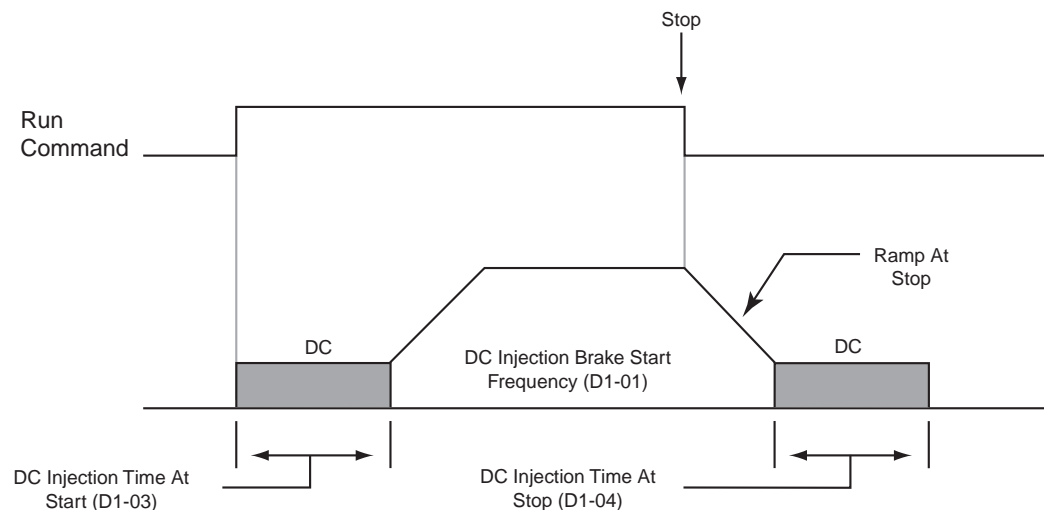 Stop
Run
Command
Ramp At
Stop
DC
DC Injection Brake Start
Frequency (D1-01)
DC
DC Injection Time At
Start (D1-03)
DC Injection Time At
Stop (D1-04)